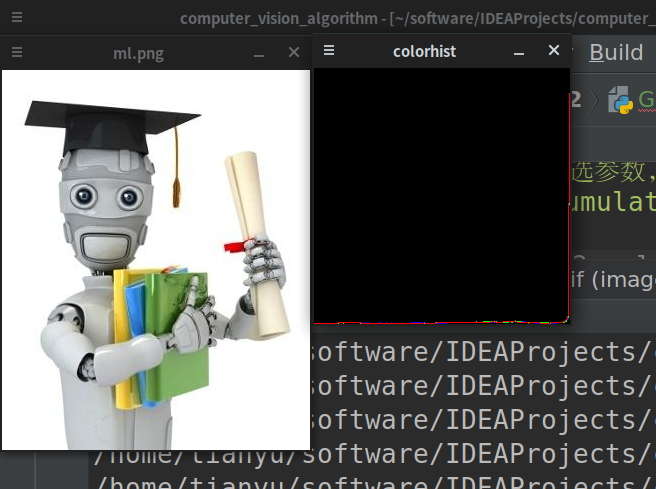 computer_vision_algorithm - [~/software/IDEAProjects/computer_
ml.png
colorhist
Build
2
G
选参数,
umulat
if (imag
software/IDEAProjects/
software/IDEAProjects/
software/IDEAProjects/
/home/tianyu/software/IDEAProjects/
/home/tianyu/software/IDEAProjects/